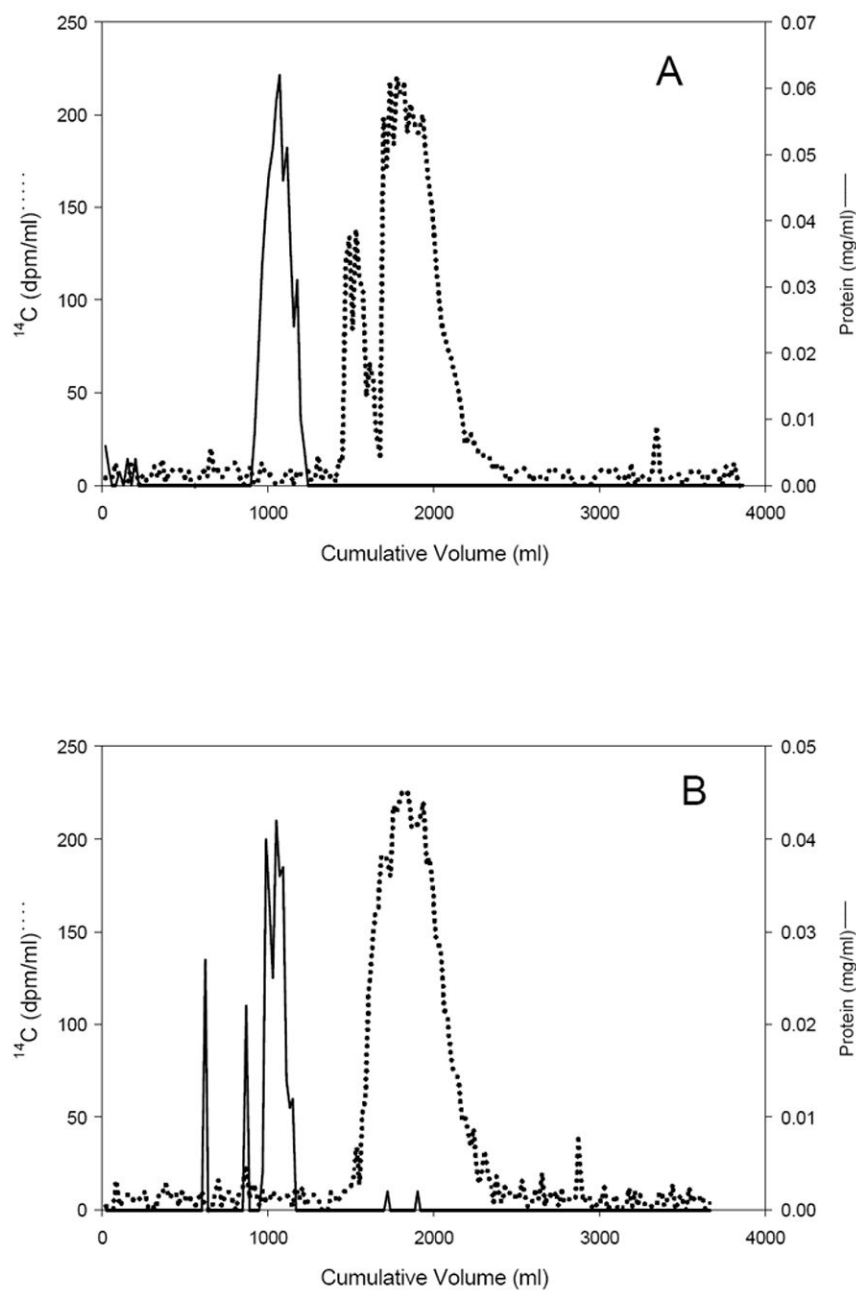 A
250
200
150
100
50
0
0.07
0.06
0.05
0.04
0.03
0.02
0.01
0.00
¹⁴C (dpm/ml)·····
Protein (mg/ml)——
0 1000 2000 3000 4000
Cumulative Volume (ml)
B
250
200
150
100
50
0
0.05
0.04
0.03
0.02
0.01
0.00
¹⁴C (dpm/ml)·····
Protein (mg/ml)——
0 1000 2000 3000 4000
Cumulative Volume (ml)